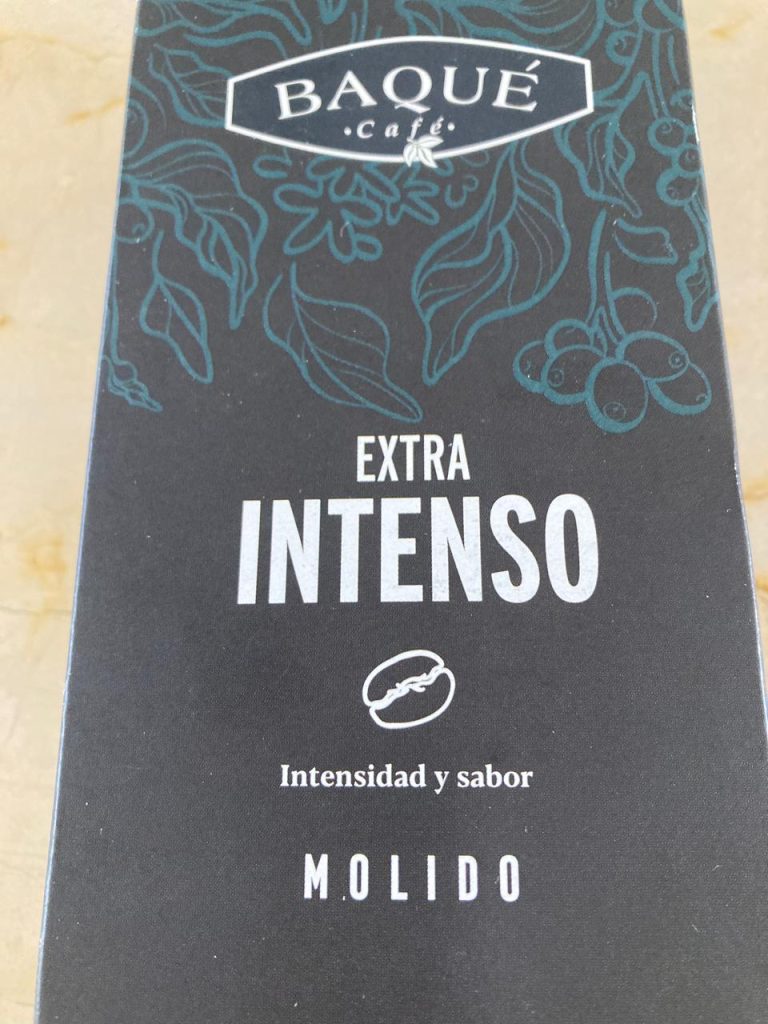 BAQUÉ
·Café·
EXTRA
INTENSO
Intensidad y sabor
MOLIDO